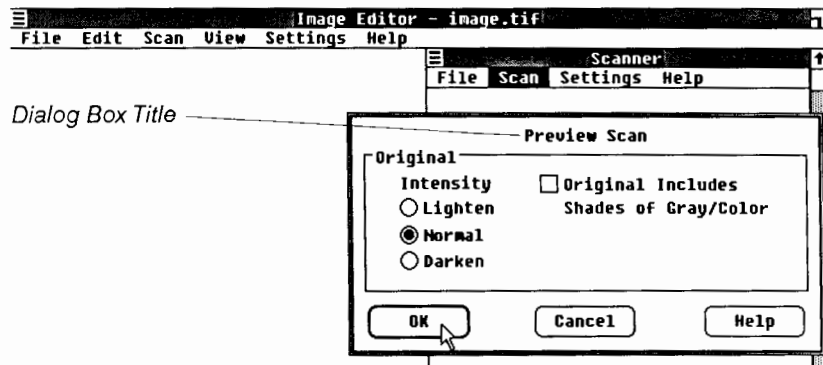 Image Editor - image.tif
File Edit Scan View Settings Help
Scanner
File Scan Settings Help
Dialog Box Title
Preview Scan
Original
Intensity
Original Includes
Lighten
Shades of Gray/Color
Normal
Darken
OK Cancel Help